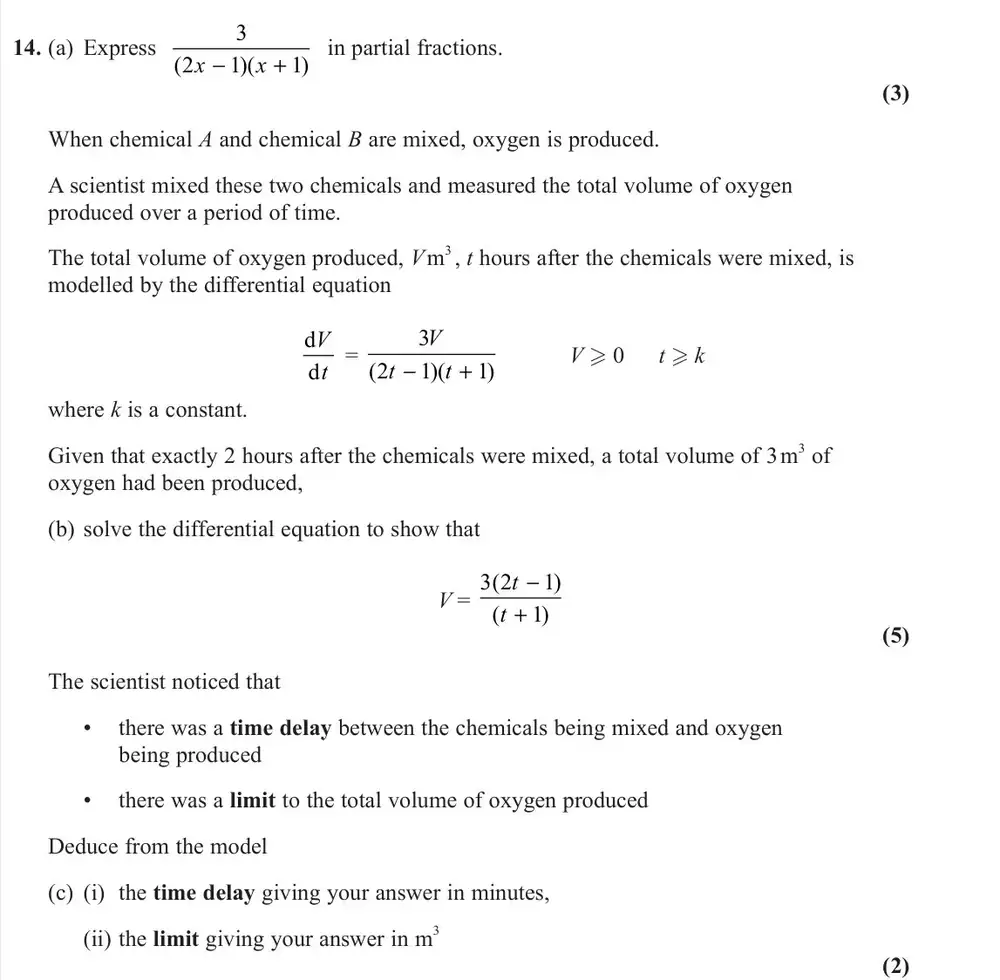 14. (a) Express 3/((2x − 1)(x + 1)) in partial fractions.
(3)
When chemical A and chemical B are mixed, oxygen is produced.
A scientist mixed these two chemicals and measured the total volume of oxygen
produced over a period of time.
The total volume of oxygen produced, V m³, t hours after the chemicals were mixed, is
modelled by the differential equation
dV/dt = 3V/((2t − 1)(t + 1)) V ⩾ 0 t ⩾ k
where k is a constant.
Given that exactly 2 hours after the chemicals were mixed, a total volume of 3 m³ of
oxygen had been produced,
(b) solve the differential equation to show that
V = 3(2t − 1)/(t + 1)
(5)
The scientist noticed that
• there was a time delay between the chemicals being mixed and oxygen
being produced
• there was a limit to the total volume of oxygen produced
Deduce from the model
(c) (i) the time delay giving your answer in minutes,
(ii) the limit giving your answer in m³
(2)